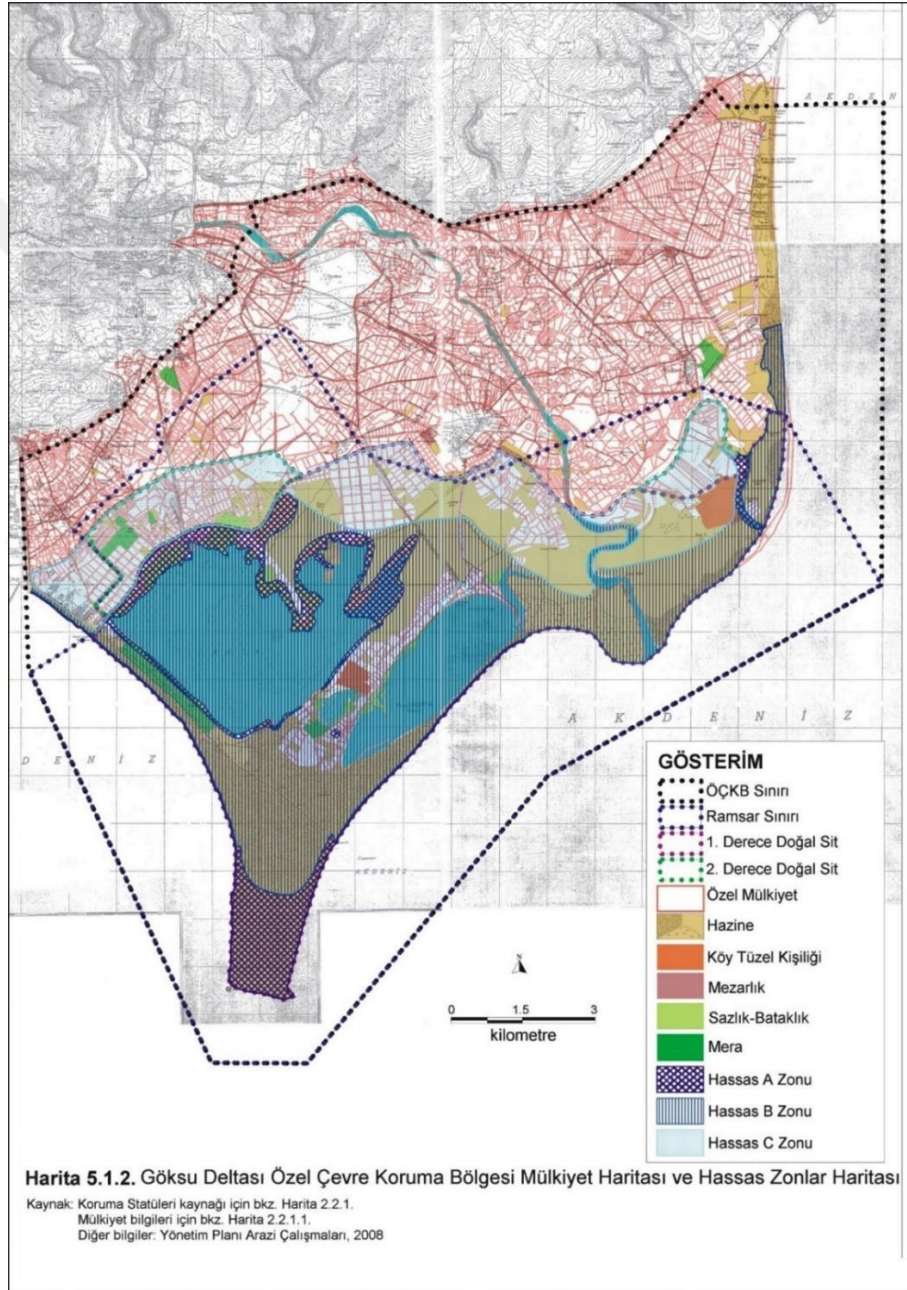 A K D E N
A K D E N İ Z
D E N İ Z
AKDENİZ
N
0 1.5 3
kilometre
GÖSTERİM
ÖÇKB Sınırı
Ramsar Sınırı
1. Derece Doğal Sit
2. Derece Doğal Sit
Özel Mülkiyet
Hazine
Köy Tüzel Kişiliği
Mezarlık
Sazlık-Bataklık
Mera
Hassas A Zonu
Hassas B Zonu
Hassas C Zonu
Harita 5.1.2. Göksu Deltası Özel Çevre Koruma Bölgesi Mülkiyet Haritası ve Hassas Zonlar Haritası
Kaynak: Koruma Statüleri kaynağı için bkz. Harita 2.2.1.
Mülkiyet bilgileri için bkz. Harita 2.2.1.1.
Diğer bilgiler: Yönetim Planı Arazi Çalışmaları, 2008